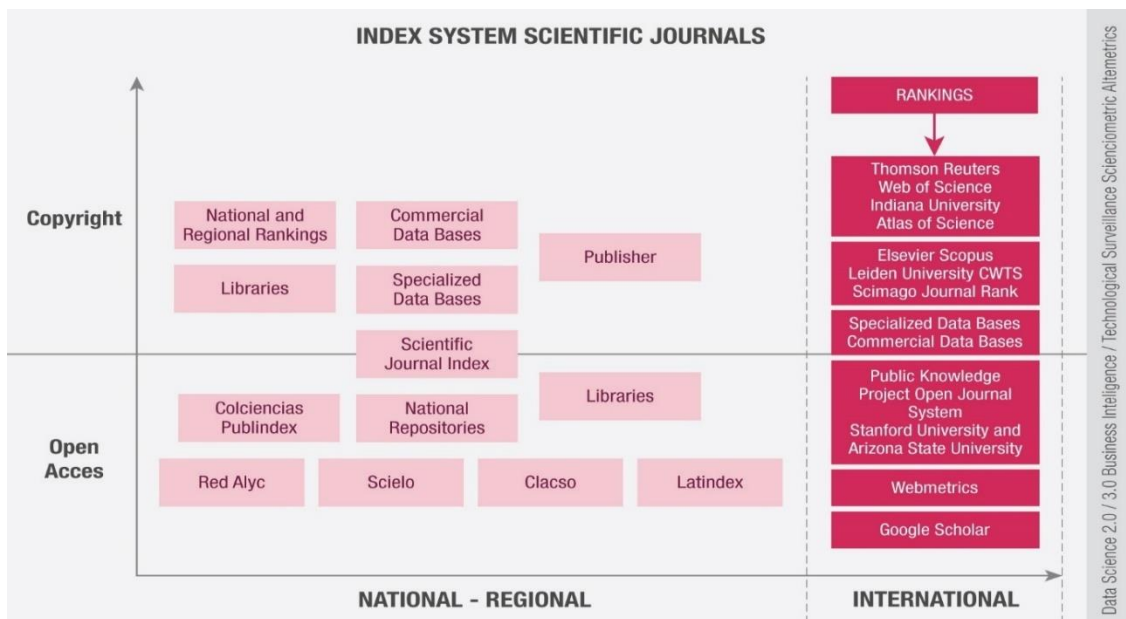 INDEX SYSTEM SCIENTIFIC JOURNALS
Copyright
Open
Acces
National and
Regional Rankings
Commercial
Data Bases
Publisher
Libraries
Specialized
Data Bases
Scientific
Journal Index
Libraries
Colciencias
Publindex
National
Repositories
Red Alyc
Scielo
Clacso
Latindex
RANKINGS
Thomson Reuters
Web of Science
Indiana University
Atlas of Science
Elsevier Scopus
Leiden University CWTS
Scimago Journal Rank
Specialized Data Bases
Commercial Data Bases
Public Knowledge
Project Open Journal
System
Stanford University and
Arizona State University
Webmetrics
Google Scholar
NATIONAL - REGIONAL
INTERNATIONAL
Data Science 2.0 / 3.0 Business Inteligence / Technological Surveillance Scienciometric Altemetrics